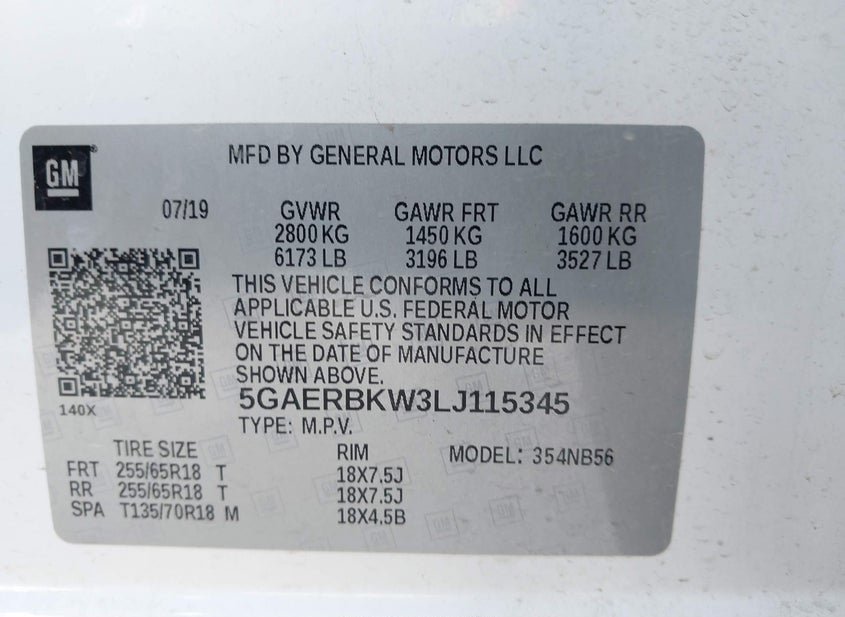 GM
MFD BY GENERAL MOTORS LLC
07/19 GVWR GAWR FRT GAWR RR
2800 KG 1450 KG 1600 KG
6173 LB 3196 LB 3527 LB
THIS VEHICLE CONFORMS TO ALL
APPLICABLE U.S. FEDERAL MOTOR
VEHICLE SAFETY STANDARDS IN EFFECT
ON THE DATE OF MANUFACTURE
SHOWN ABOVE.
140X
5GAERBKW3LJ115345
TYPE: M.P.V.
TIRE SIZE RIM MODEL: 354NB56
FRT 255/65R18 T 18X7.5J
RR 255/65R18 T 18X7.5J
SPA T135/70R18 M 18X4.5B